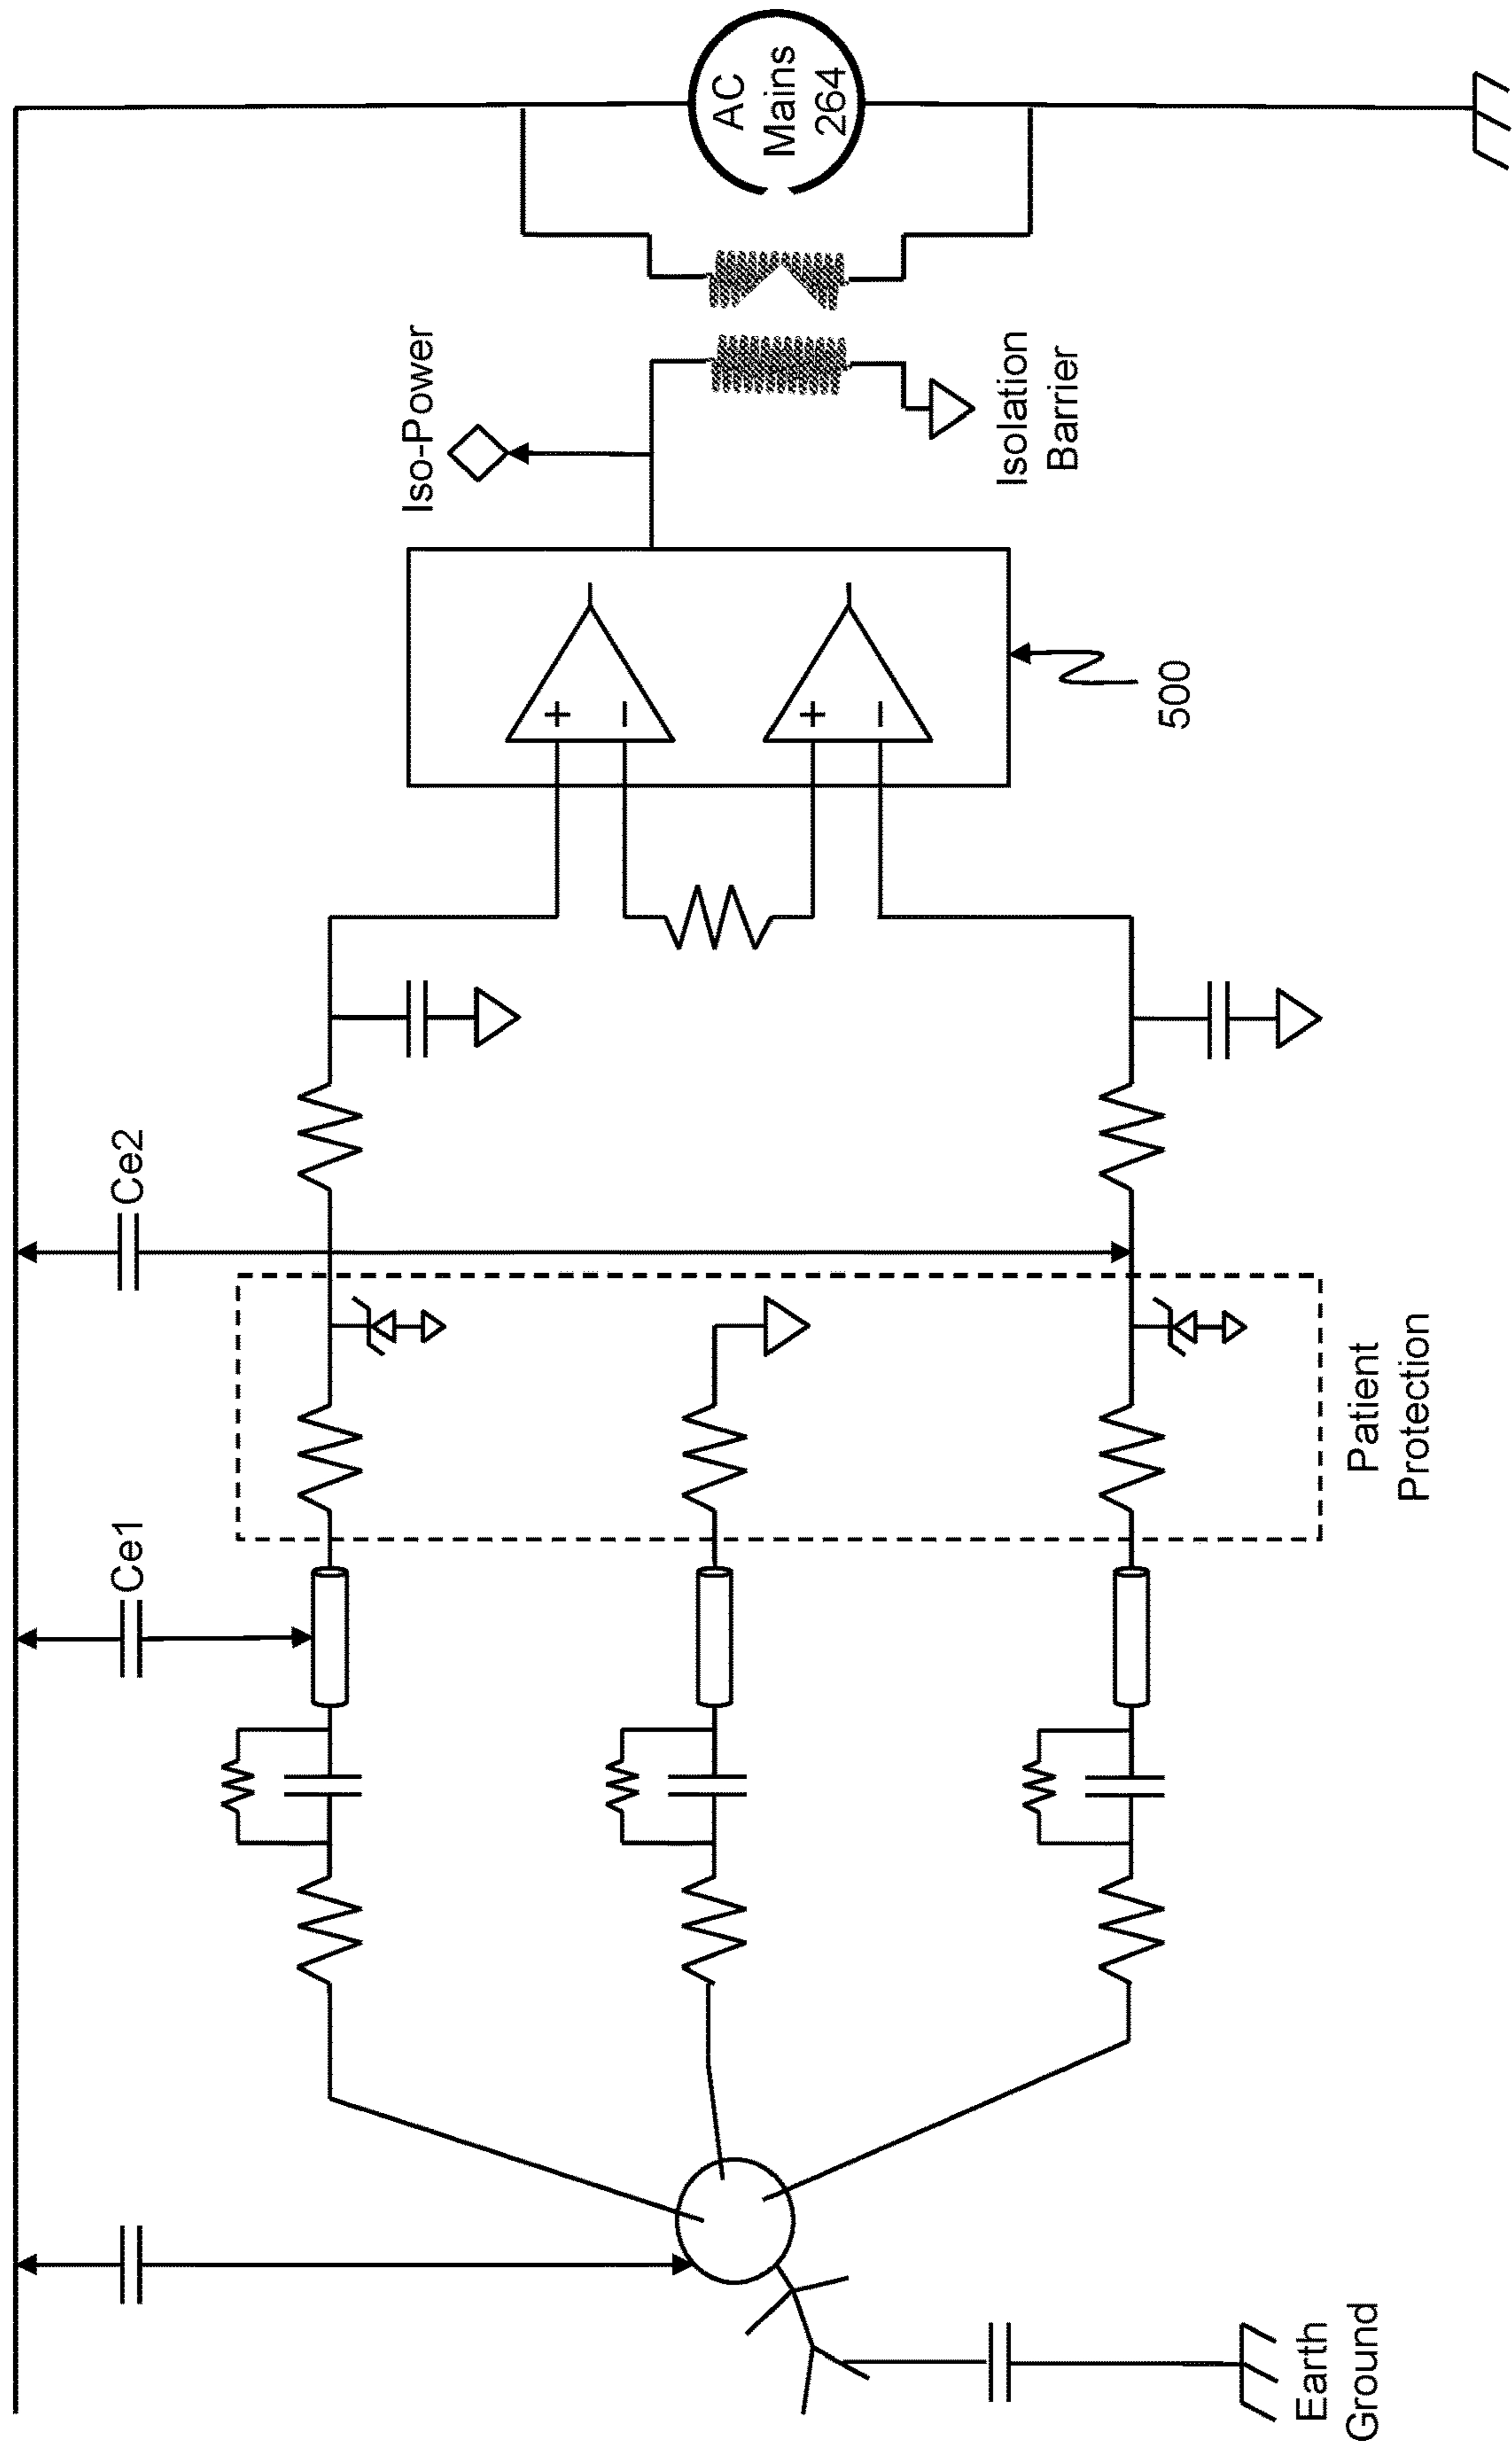 Ce1
Ce2
Iso-Power
AC
Mains
264
+
−
+
−
500
Isolation
Barrier
Patient
Protection
Earth
Ground